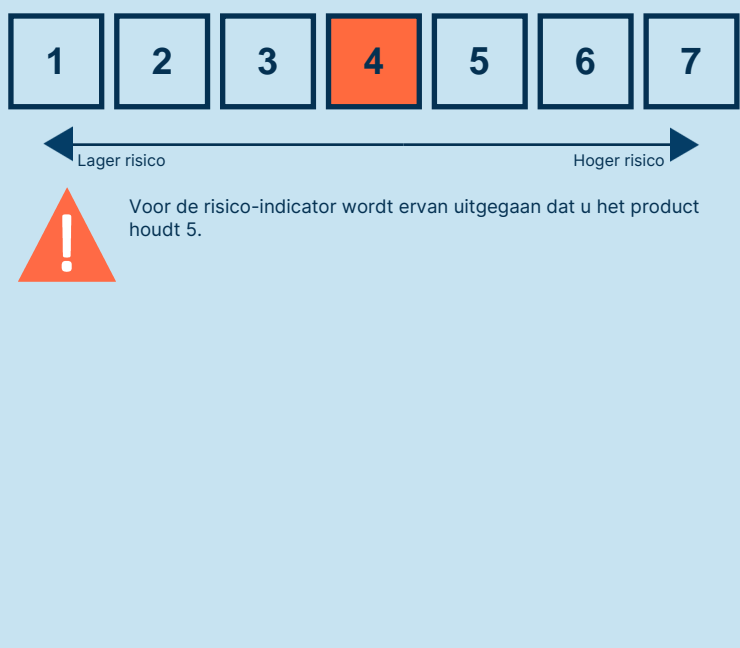 1 2 3 4 5 6 7
Lager risico Hoger risico
Voor de risico-indicator wordt ervan uitgegaan dat u het product
houdt 5.